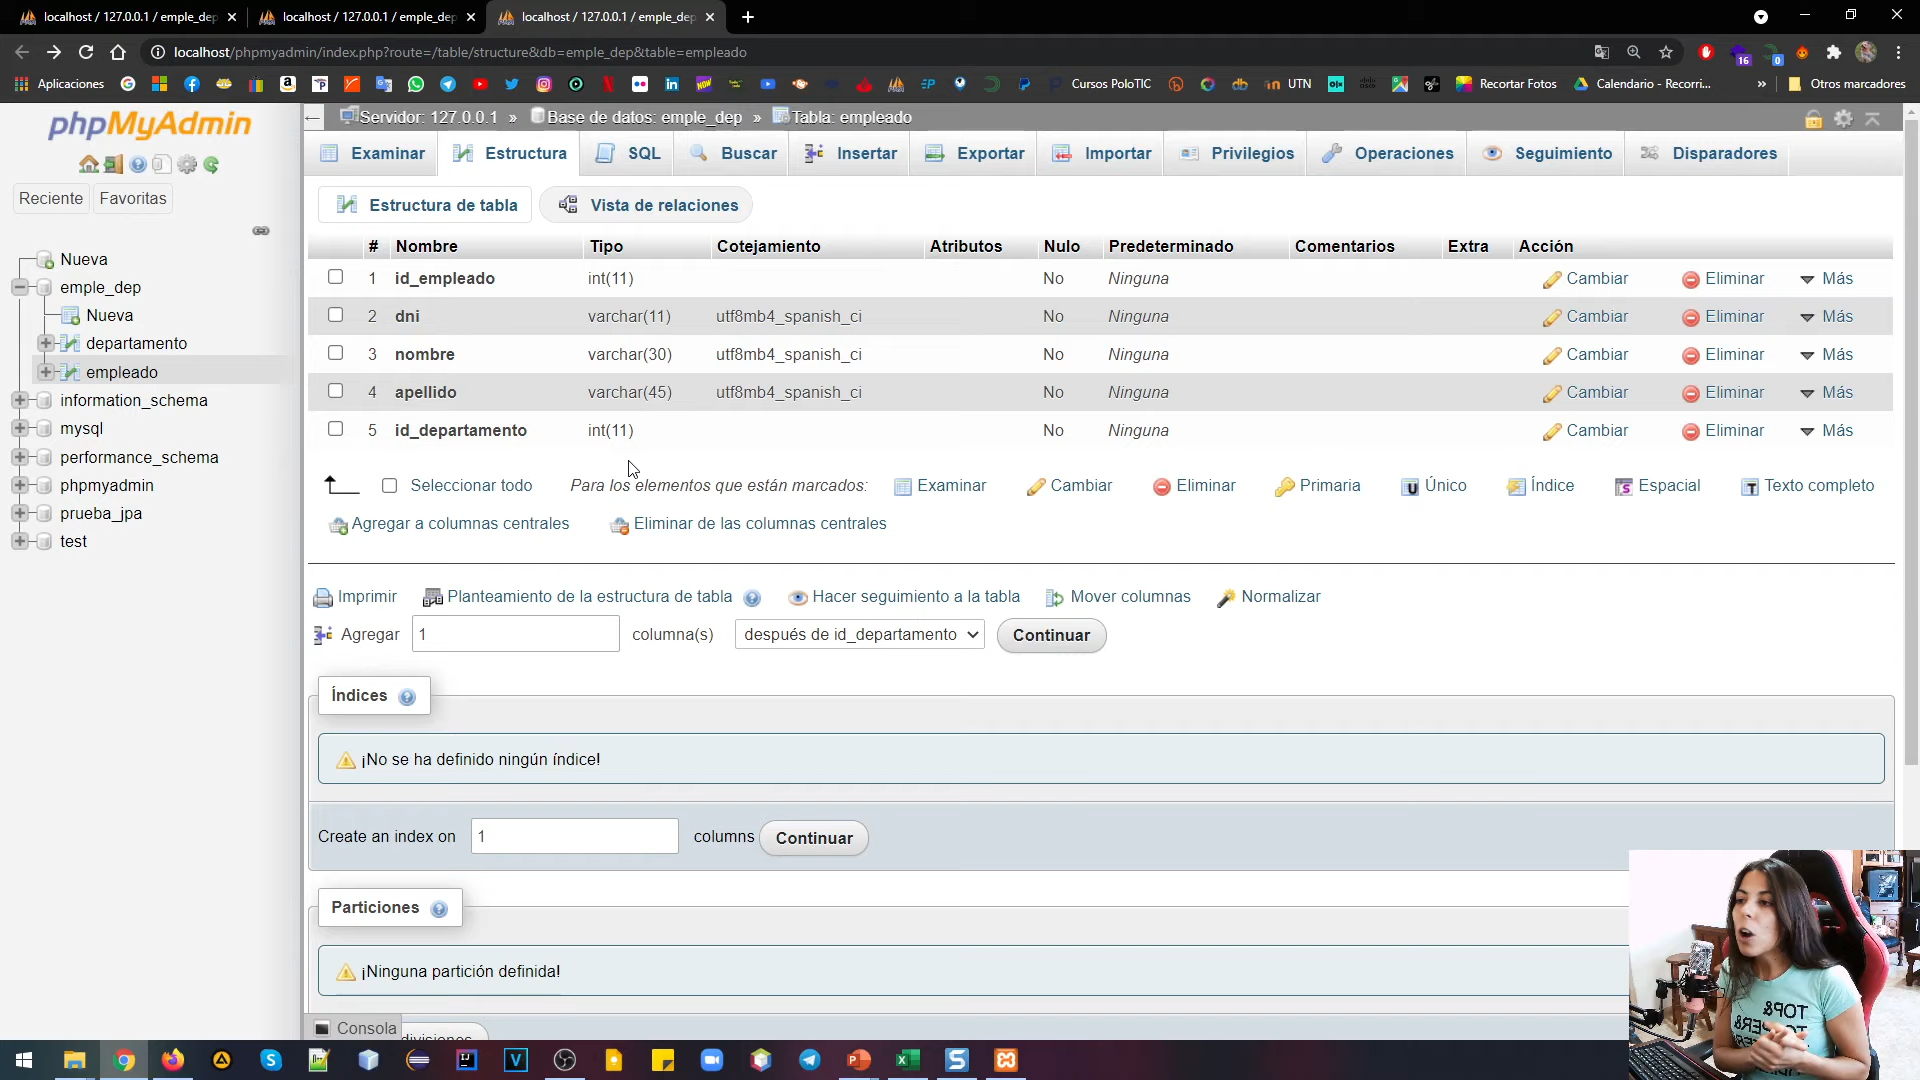 localhost / 127.0.0.1 / emple_dep
localhost / 127.0.0.1 / emple_dep
localhost / 127.0.0.1 / emple_dep
localhost/phpmyadmin/index.php?route=/table/structure&db=emple_dep&table=empleado
16
0
Aplicaciones
Cursos PoloTIC
UTN
Recortar Fotos
Calendario - Recorri...
»
Otros marcadores
phpMyAdmin
Reciente
Favoritas
Nueva
emple_dep
Nueva
departamento
empleado
information_schema
mysql
performance_schema
phpmyadmin
prueba_jpa
test
Servidor: 127.0.0.1 » Base de datos: emple_dep » Tabla: empleado
Examinar
Estructura
SQL
Buscar
Insertar
Exportar
Importar
Privilegios
Operaciones
Seguimiento
Disparadores
Estructura de tabla
Vista de relaciones
# Nombre Tipo Cotejamiento Atributos Nulo Predeterminado Comentarios Extra Acción
1 id_empleado int(11) No Ninguna Cambiar Eliminar Más
2 dni varchar(11) utf8mb4_spanish_ci No Ninguna Cambiar Eliminar Más
3 nombre varchar(30) utf8mb4_spanish_ci No Ninguna Cambiar Eliminar Más
4 apellido varchar(45) utf8mb4_spanish_ci No Ninguna Cambiar Eliminar Más
5 id_departamento int(11) No Ninguna Cambiar Eliminar Más
Seleccionar todo Para los elementos que están marcados: Examinar Cambiar Eliminar Primaria Único Índice Espacial Texto completo
Agregar a columnas centrales Eliminar de las columnas centrales
Imprimir Planteamiento de la estructura de tabla Hacer seguimiento a la tabla Mover columnas Normalizar
Agregar 1 columna(s) después de id_departamento Continuar
Índices
¡No se ha definido ningún índice!
Create an index on 1 columns Continuar
Particiones
¡Ninguna partición definida!
Consola